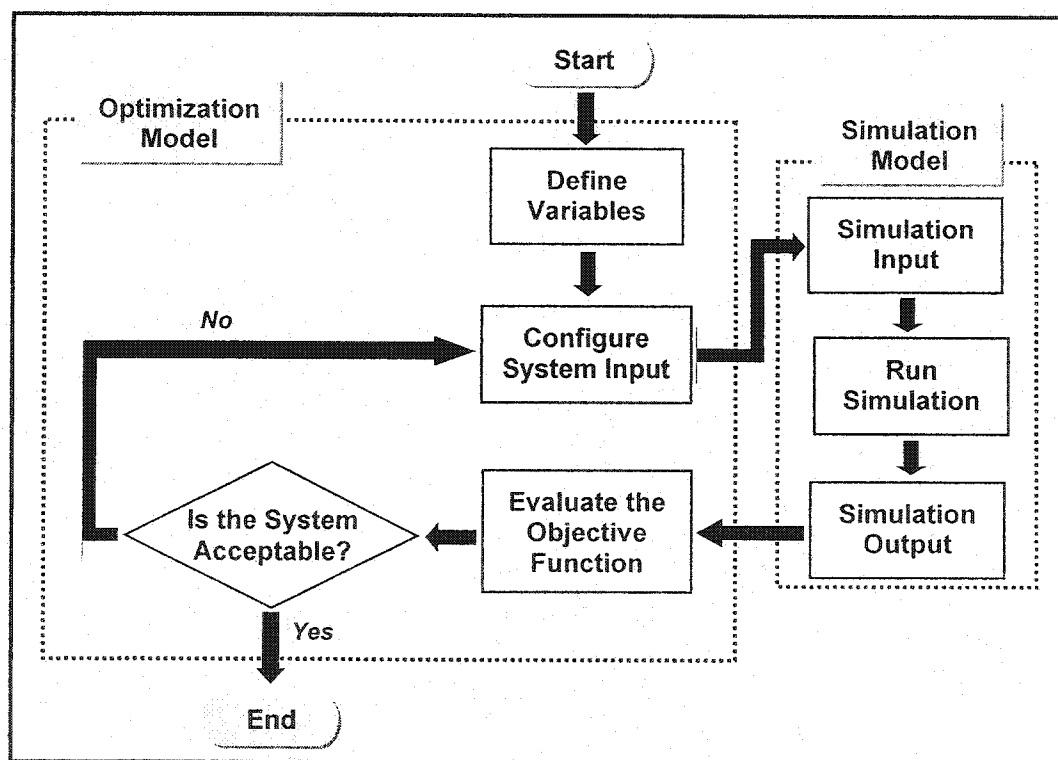 Start
Optimization
Model
Simulation
Model
Define
Variables
Simulation
Input
No
Configure
System Input
Run
Simulation
Is the System
Acceptable?
Evaluate the
Objective
Function
Simulation
Output
Yes
End